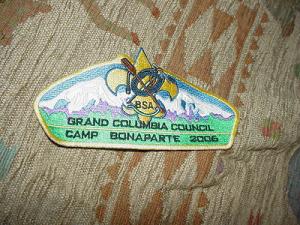 BSA
GRAND COLUMBIA COUNCIL
CAMP BONAPARTE 2006